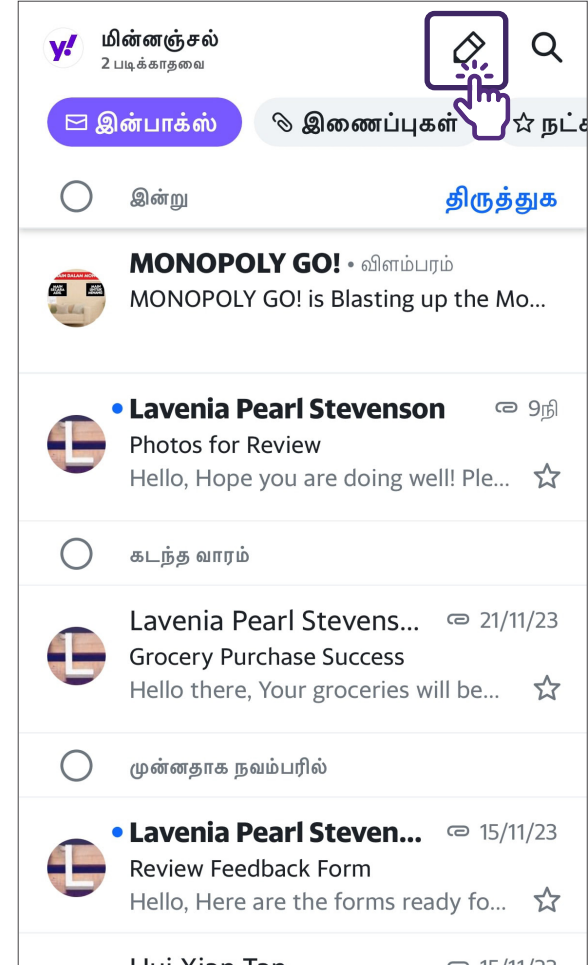 y!
மின்னஞ்சல்
2 படிக்காதவை
இன்பாக்ஸ்
இணைப்புகள்
இன்று
திருத்துக
MONOPOLY GO! • விளம்பரம்
MONOPOLY GO! is Blasting up the Mo...
Lavenia Pearl Stevenson 9நி
Photos for Review
Hello, Hope you are doing well! Ple...
கடந்த வாரம்
Lavenia Pearl Stevens... 21/11/23
Grocery Purchase Success
Hello there, Your groceries will be...
முன்னதாக நவம்பரில்
Lavenia Pearl Steven... 15/11/23
Review Feedback Form
Hello, Here are the forms ready fo...